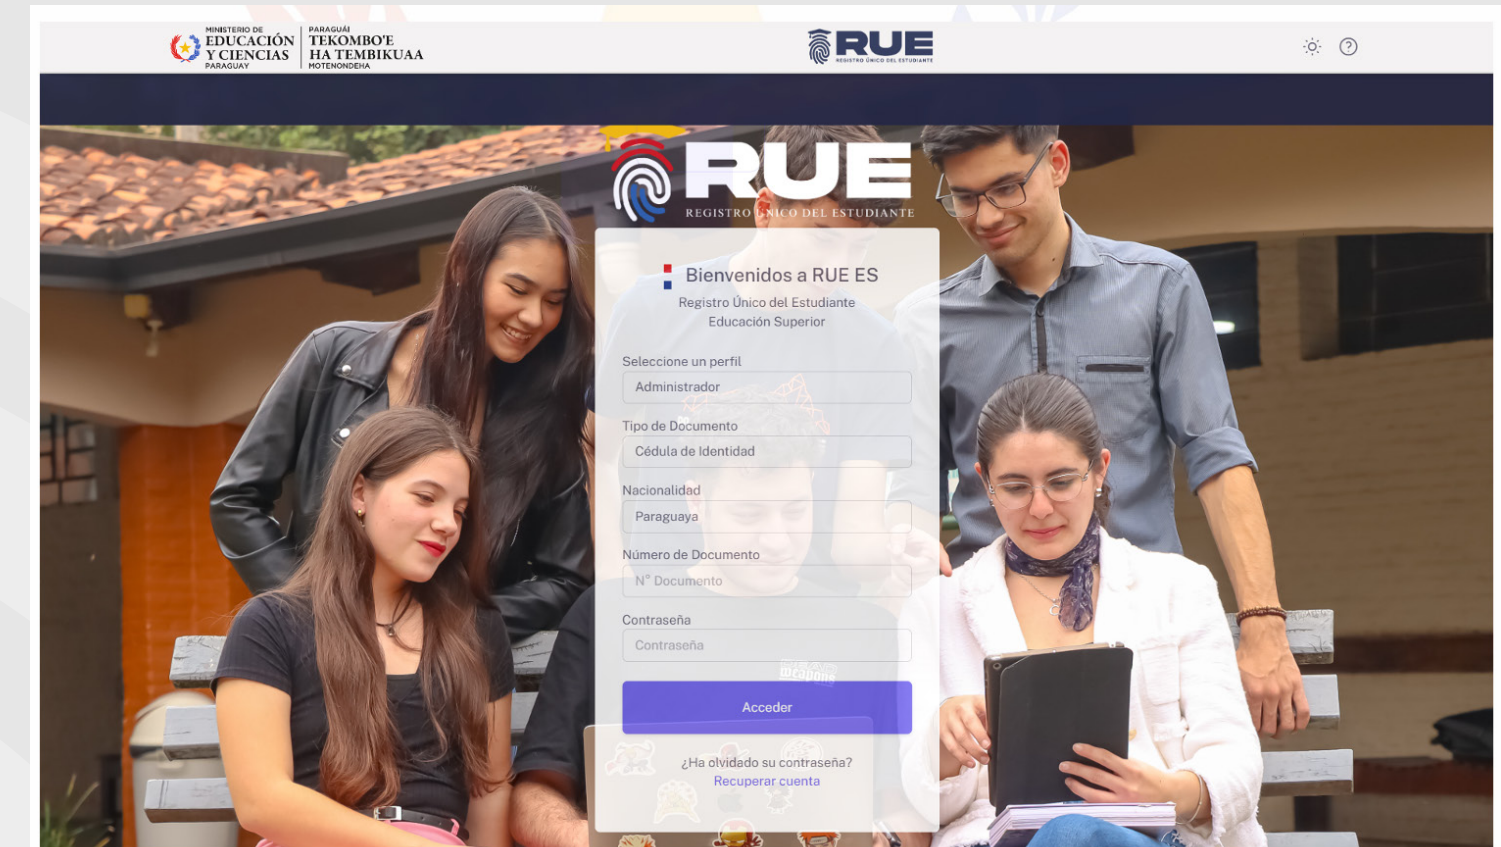 MINISTERIO DE
EDUCACIÓN
Y CIENCIAS
PARAGUAY
PARAGUÁI
TEKOMBO'E
HA TEMBIKUAA
MOTENONDEHA
RUE
REGISTRO ÚNICO DEL ESTUDIANTE
RUE
REGISTRO ÚNICO DEL ESTUDIANTE
Bienvenidos a RUE ES
Registro Único del Estudiante
Educación Superior
Seleccione un perfil
Administrador
Tipo de Documento
Cédula de Identidad
Nacionalidad
Paraguaya
Número de Documento
N° Documento
Contraseña
Contraseña
Acceder
¿Ha olvidado su contraseña?
Recuperar cuenta